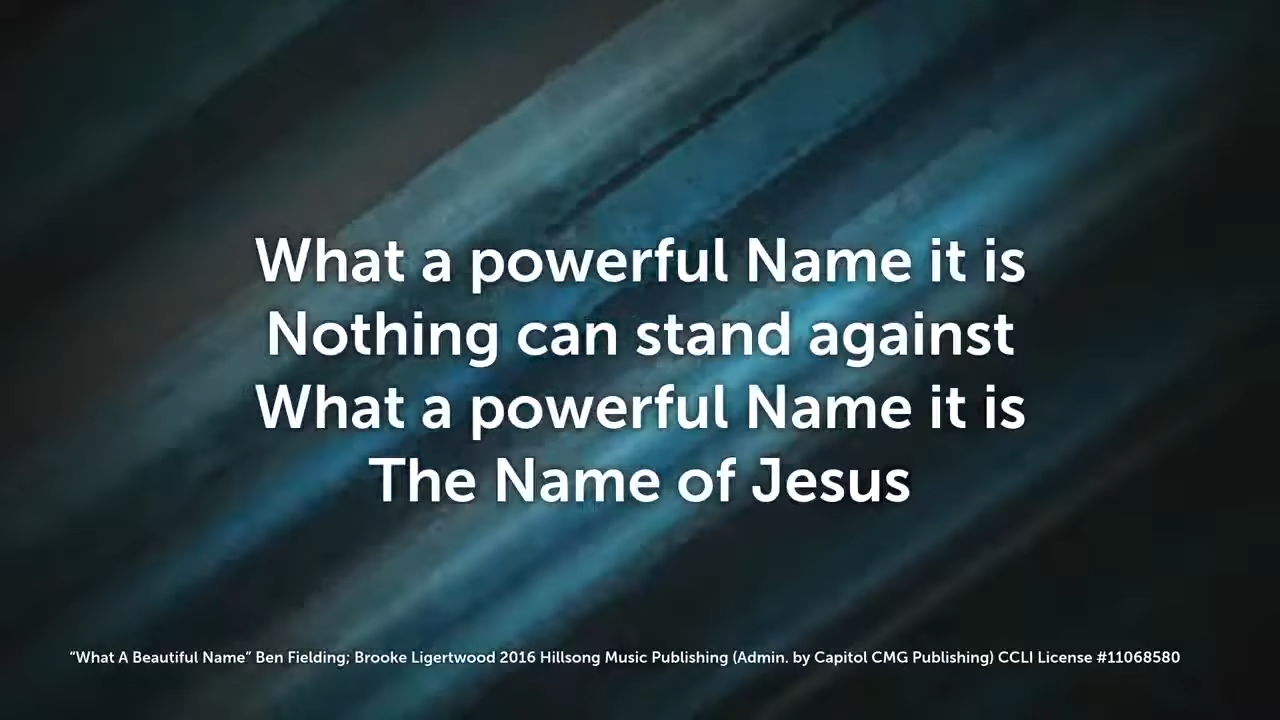 What a powerful Name it is
Nothing can stand against
What a powerful Name it is
The Name of Jesus
“What A Beautiful Name” Ben Fielding; Brooke Ligertwood 2016 Hillsong Music Publishing (Admin. by Capitol CMG Publishing) CCLI License #11068580